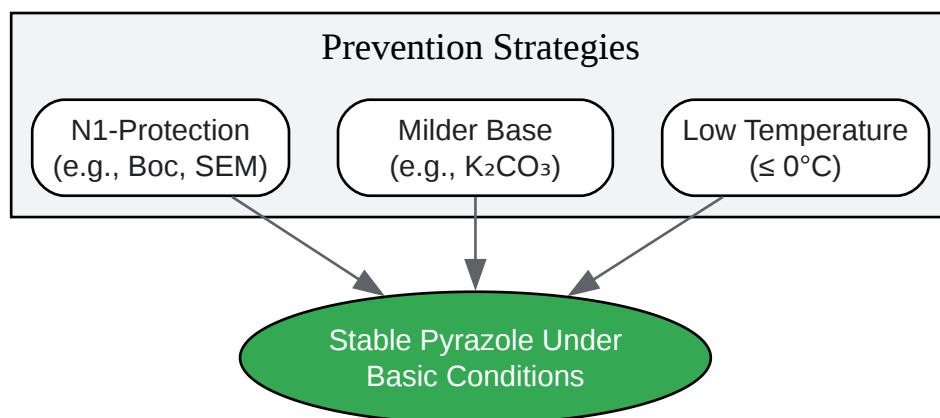 Prevention Strategies
N1-Protection
(e.g., Boc, SEM)
Milder Base
(e.g., K₂CO₃)
Low Temperature
(≤ 0°C)
Stable Pyrazole Under
Basic Conditions